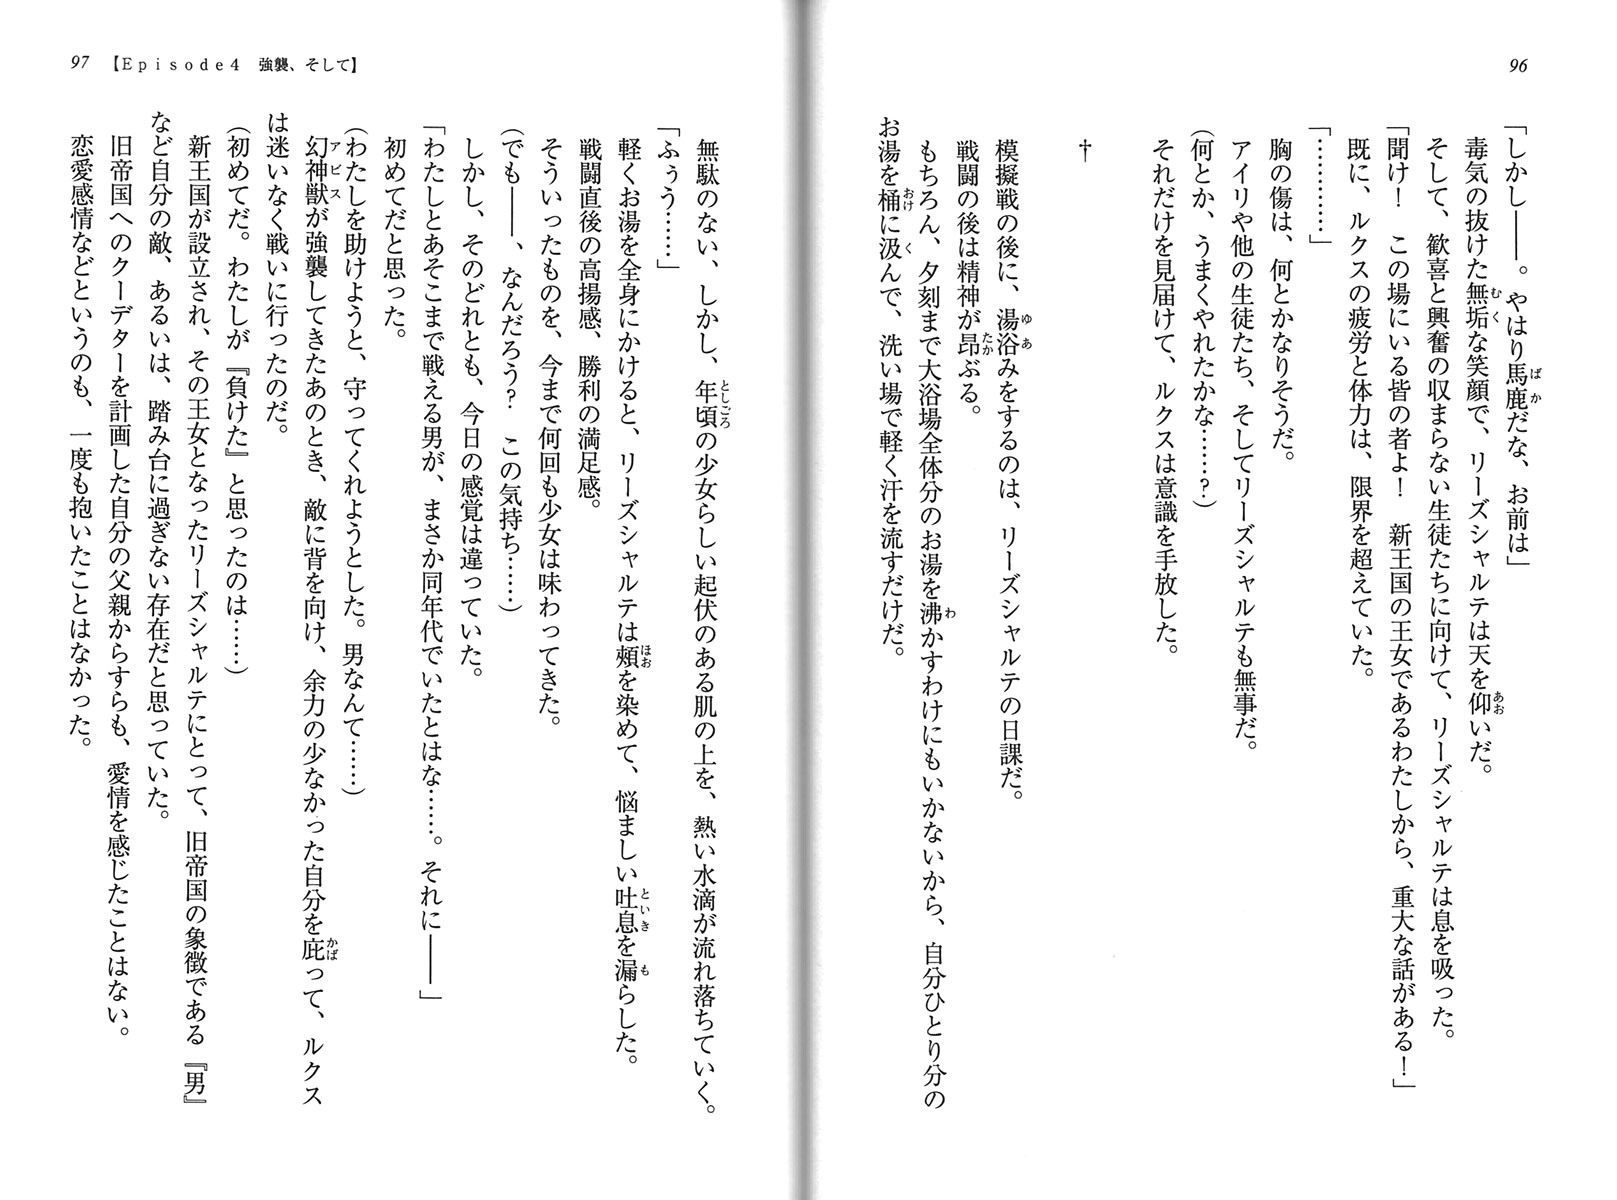 96
「しかし――。やはり馬鹿だな、お前は」
毒気の抜けた無垢な笑顔で、リーズシャルテは天を仰いだ。
そして、歓喜と興奮の収まらない生徒たちに向けて、リーズシャルテは息を吸った。
「聞け！　この場にいる皆の者よ！　新王国の王女であるわたしから、重大な話がある！」
既に、ルクスの疲労と体力は、限界を超えていた。
「…………」
胸の傷は、何とかなりそうだ。
アイリや他の生徒たち、そしてリーズシャルテも無事だ。
(何とか、うまくやれたかな……？)
それだけを見届けて、ルクスは意識を手放した。
†
模擬戦の後に、湯浴みをするのは、リーズシャルテの日課だ。
戦闘の後は精神が昂ぶる。
もちろん、夕刻まで大浴場全体分のお湯を沸かすわけにもいかないから、自分ひとり分の
お湯を桶に汲んで、洗い場で軽く汗を流すだけだ。
97 【Episode4　強襲、そして】
無駄のない、しかし、年頃の少女らしい起伏のある肌の上を、熱い水滴が流れ落ちていく。
「ふぅう……」
軽くお湯を全身にかけると、リーズシャルテは頬を染めて、悩ましい吐息を漏らした。
戦闘直後の高揚感、勝利の満足感。
そういったものを、今まで何回も少女は味わってきた。
(でも――、なんだろう？　この気持ち……)
しかし、そのどれとも、今日の感覚は違っていた。
「わたしとあそこまで戦える男が、まさか同年代でいたとはな……。それに――」
初めてだと思った。
(わたしを助けようと、守ってくれようとした。男なんて……)
幻神獣が強襲してきたあのとき、敵に背を向け、余力の少なかった自分を庇って、ルクス
は迷いなく戦いに行ったのだ。
(初めてだ。わたしが『負けた』と思ったのは……)
新王国が設立され、その王女となったリーズシャルテにとって、旧帝国の象徴である『男』
など自分の敵、あるいは、踏み台に過ぎない存在だと思っていた。
旧帝国へのクーデターを計画した自分の父親からすらも、愛情を感じたことはない。
恋愛感情などというのも、一度も抱いたことはなかった。